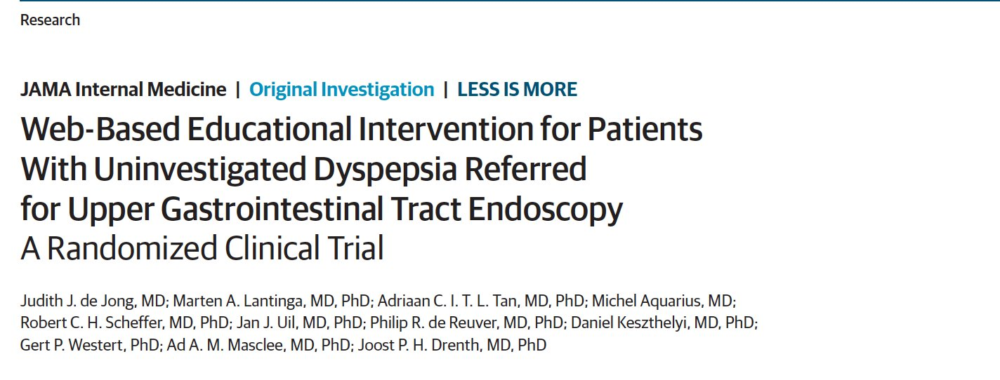 Research
JAMA Internal Medicine | Original Investigation | LESS IS MORE
Web-Based Educational Intervention for Patients
With Uninvestigated Dyspepsia Referred
for Upper Gastrointestinal Tract Endoscopy
A Randomized Clinical Trial
Judith J. de Jong, MD; Marten A. Lantinga, MD, PhD; Adriaan C. I. T. L. Tan, MD, PhD; Michel Aquarius, MD;
Robert C. H. Scheffer, MD, PhD; Jan J. Uil, MD, PhD; Philip R. de Reuver, MD, PhD; Daniel Keszthelyi, MD, PhD;
Gert P. Westert, PhD; Ad A. M. Masclee, MD, PhD; Joost P. H. Drenth, MD, PhD